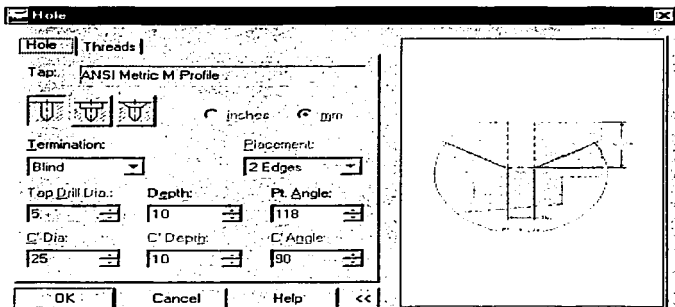 Hole
Hole Threads
Tap: ANSI Metric M Profile
inches mm
Termination: Placement:
Blind 2 Edges
Tap Drill Dia.: Depth: Pt. Angle:
5. 10 118
C' Dia: C' Depth: C' Angle:
25 10 90
OK Cancel Help <<